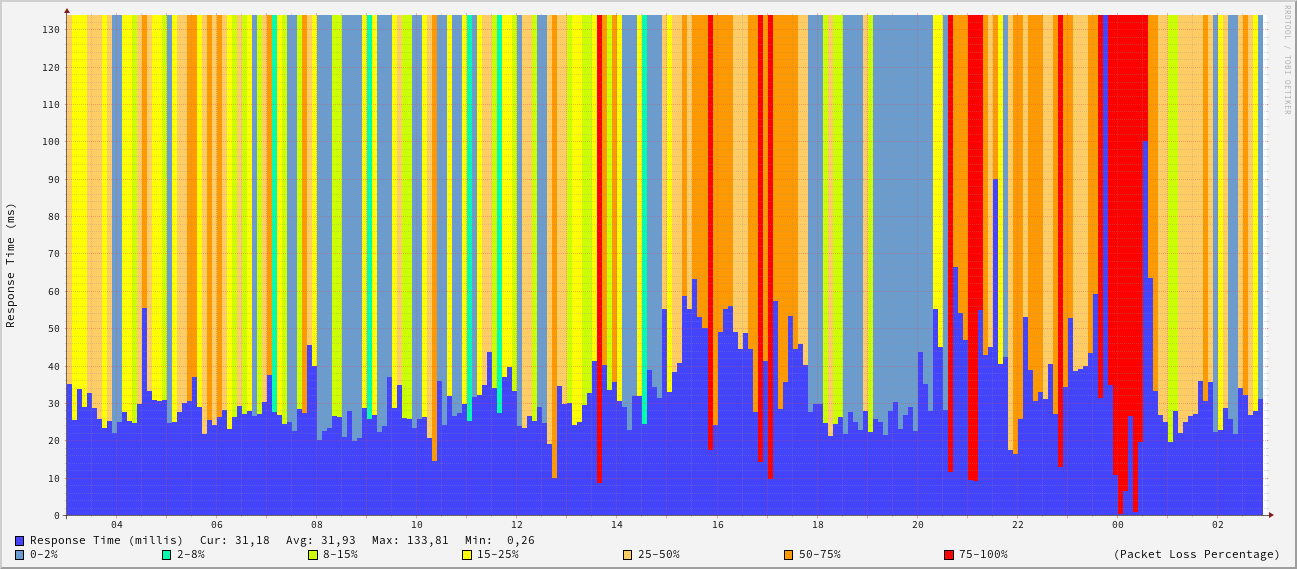 RRDTOOL / TOBI OETIKER
Response Time (ms)
130
120
110
100
90
80
70
60
50
40
30
20
10
0
04 06 08 10 12 14 16 18 20 22 00 02
Response Time (millis) Cur: 31,18 Avg: 31,93 Max: 133,81 Min: 0,26
0-2% 2-8% 8-15% 15-25% 25-50% 50-75% 75-100% (Packet Loss Percentage)